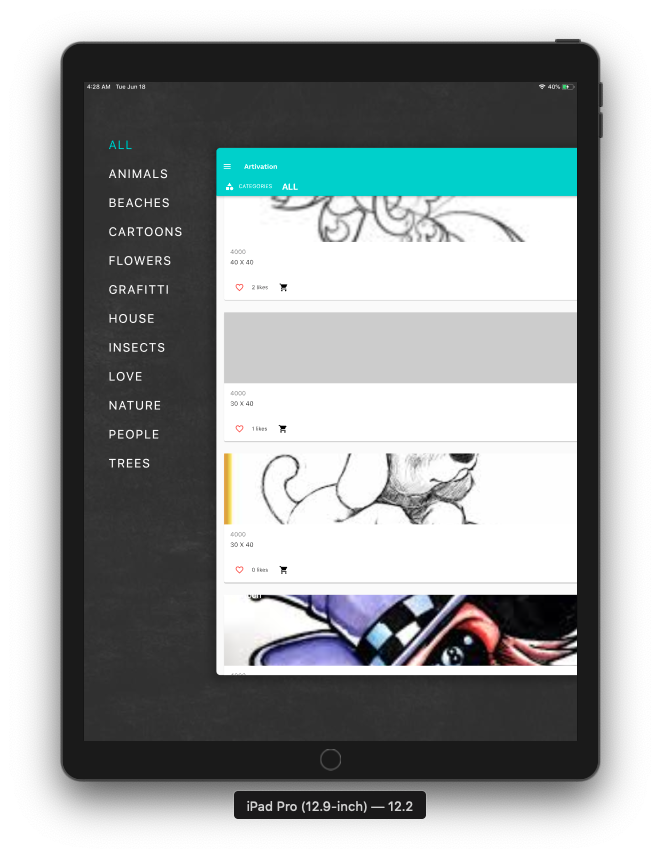 4:28 AM Tue Jun 18
40%
ALL
ANIMALS
BEACHES
CARTOONS
FLOWERS
GRAFITTI
HOUSE
INSECTS
LOVE
NATURE
PEOPLE
TREES
Artivation
CATEGORIES ALL
4000
40 X 40
2 likes
4000
30 X 40
1 likes
4000
30 X 40
0 likes
8
iPad Pro (12.9-inch) — 12.2